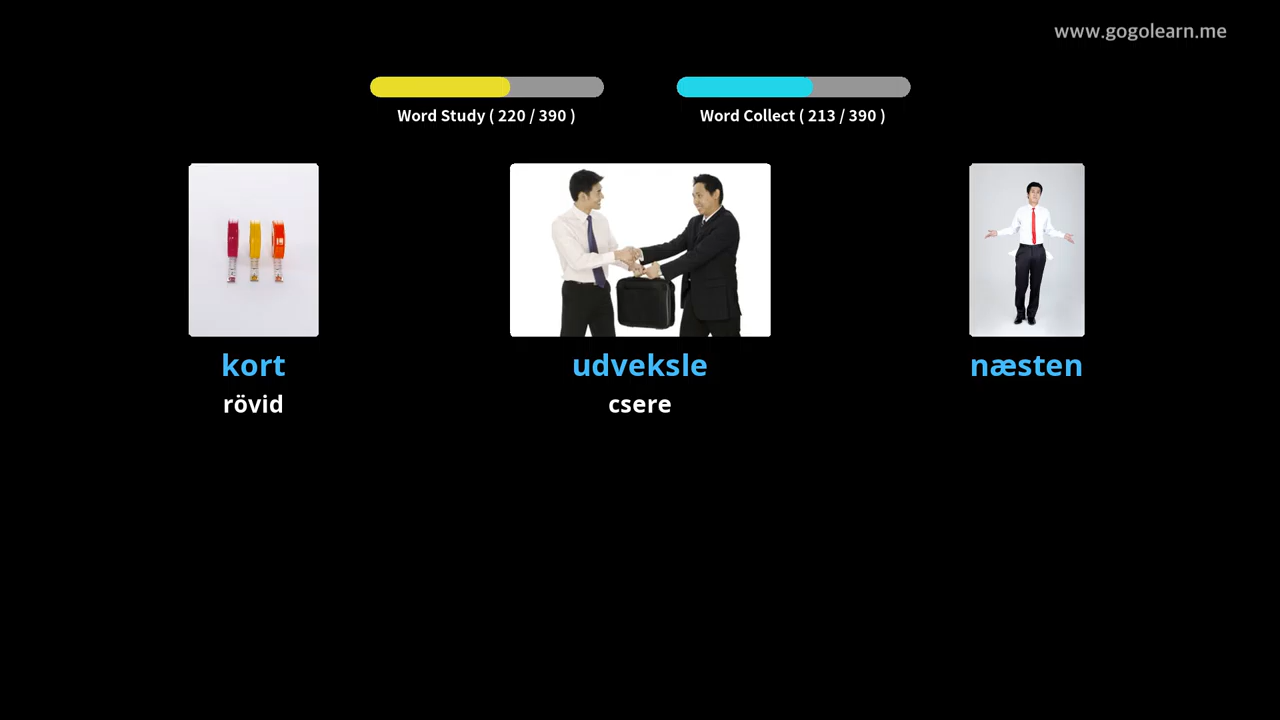 www.gogolearn.me
Word Study ( 220 / 390 )
Word Collect ( 213 / 390 )
kort
rövid
udveksle
csere
næsten